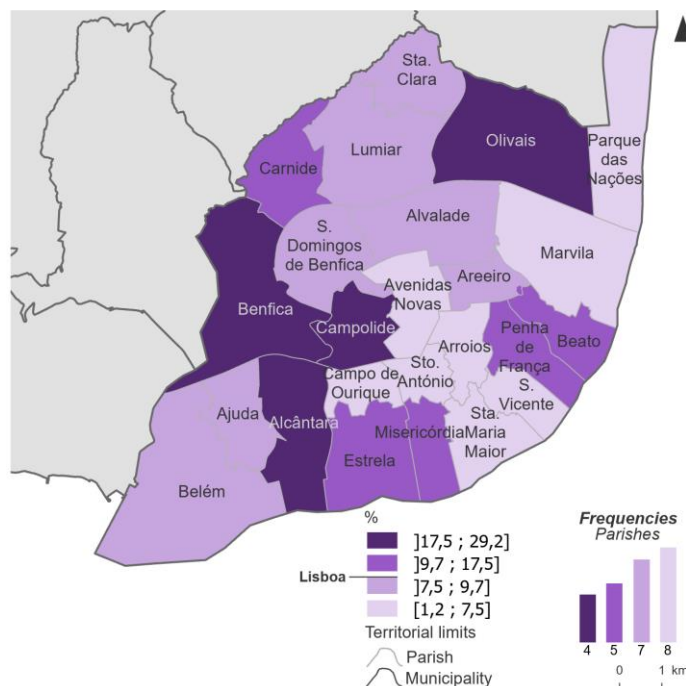 Sta.
Clara
Olivais
Parque
das
Nações
Lumiar
Carnide
Alvalade
S.
Domingos
de Benfica
Marvila
Areeiro
Avenidas
Novas
Benfica
Campolide
Penha
de
França
Beato
Arroios
Sto.
António
Campo de
Ourique
S.
Vicente
Ajuda
Alcântara
Misericórdia
Sta.
Maria
Maior
Estrela
Belém
%
]17,5 ; 29,2]
]9,7 ; 17,5]
Lisboa
]7,5 ; 9,7]
[1,2 ; 7,5]
Territorial limits
Parish
Municipality
Frequencies
Parishes
4 5 7 8
0 1 km